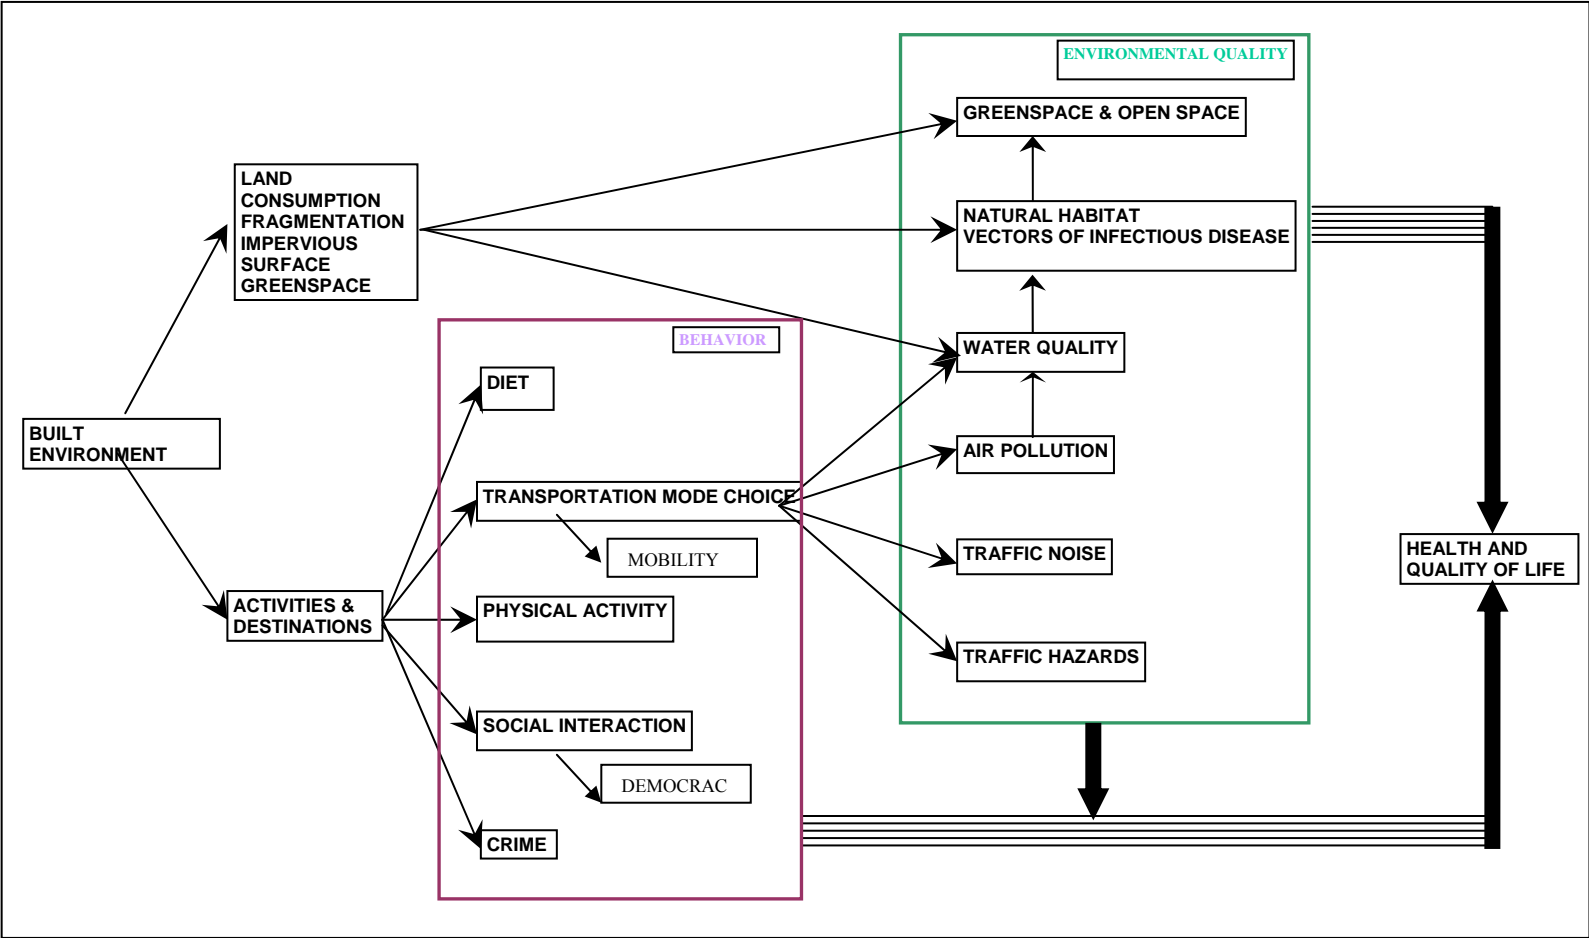 ENVIRONMENTAL QUALITY
GREENSPACE & OPEN SPACE
LAND
CONSUMPTION
FRAGMENTATION
IMPERVIOUS
SURFACE
GREENSPACE
NATURAL HABITAT
VECTORS OF INFECTIOUS DISEASE
BEHAVIOR
WATER QUALITY
DIET
BUILT
ENVIRONMENT
AIR POLLUTION
TRANSPORTATION MODE CHOICE
MOBILITY
TRAFFIC NOISE
HEALTH AND
QUALITY OF LIFE
ACTIVITIES &
DESTINATIONS
PHYSICAL ACTIVITY
TRAFFIC HAZARDS
SOCIAL INTERACTION
DEMOCRAC
CRIME